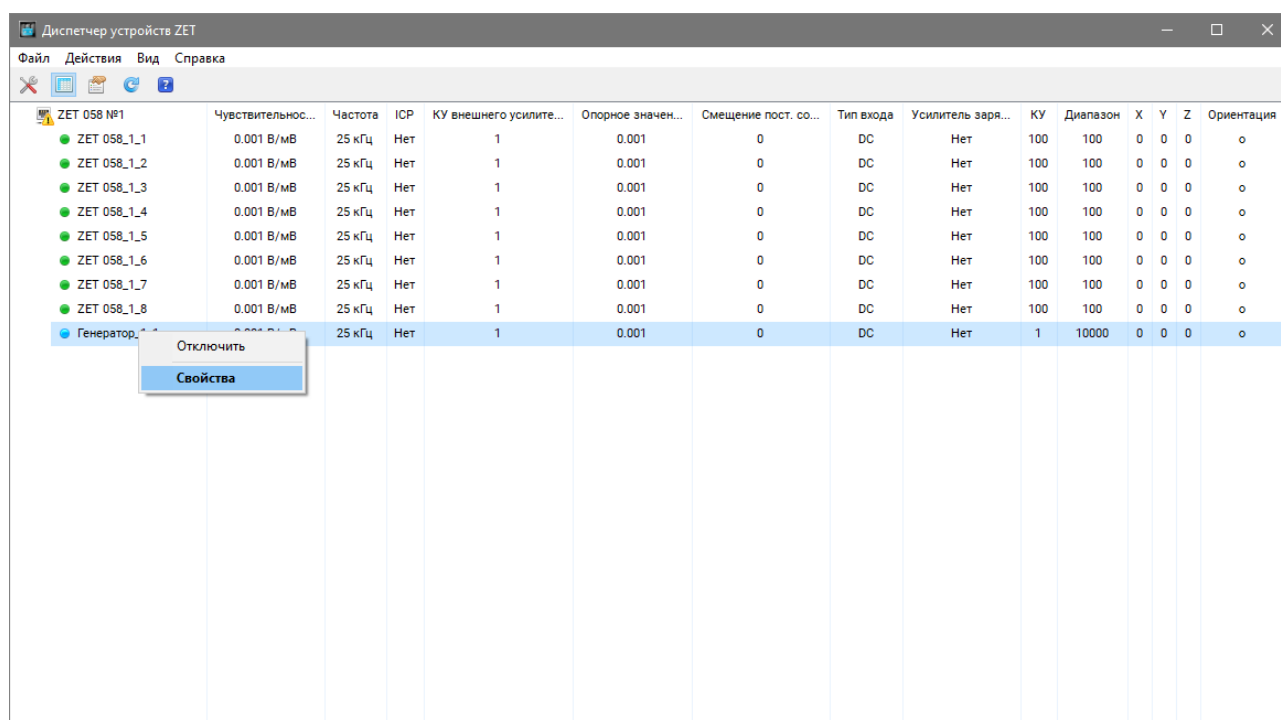 Диспетчер устройств ZET
Файл Действия Вид Справка
ZET 058 №1 Чувствительнос... Частота ICP КУ внешнего усилите... Опорное значен... Смещение пост. со... Тип входа Усилитель заря... КУ Диапазон X Y Z Ориентация
ZET 058_1_1 0.001 В/мВ 25 кГц Нет 1 0.001 0 DC Нет 100 100 0 0 0 о
ZET 058_1_2 0.001 В/мВ 25 кГц Нет 1 0.001 0 DC Нет 100 100 0 0 0 о
ZET 058_1_3 0.001 В/мВ 25 кГц Нет 1 0.001 0 DC Нет 100 100 0 0 0 о
ZET 058_1_4 0.001 В/мВ 25 кГц Нет 1 0.001 0 DC Нет 100 100 0 0 0 о
ZET 058_1_5 0.001 В/мВ 25 кГц Нет 1 0.001 0 DC Нет 100 100 0 0 0 о
ZET 058_1_6 0.001 В/мВ 25 кГц Нет 1 0.001 0 DC Нет 100 100 0 0 0 о
ZET 058_1_7 0.001 В/мВ 25 кГц Нет 1 0.001 0 DC Нет 100 100 0 0 0 о
ZET 058_1_8 0.001 В/мВ 25 кГц Нет 1 0.001 0 DC Нет 100 100 0 0 0 о
Генератор_ 25 кГц Нет 1 0.001 0 DC Нет 1 10000 0 0 0 о
Отключить
Свойства